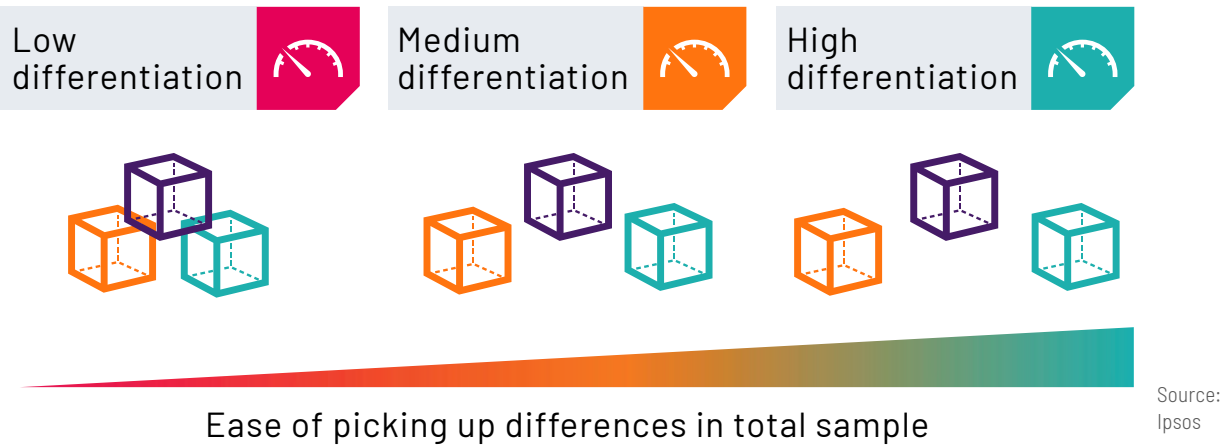 Low
differentiation
Medium
differentiation
High
differentiation
Ease of picking up differences in total sample
Source:
Ipsos